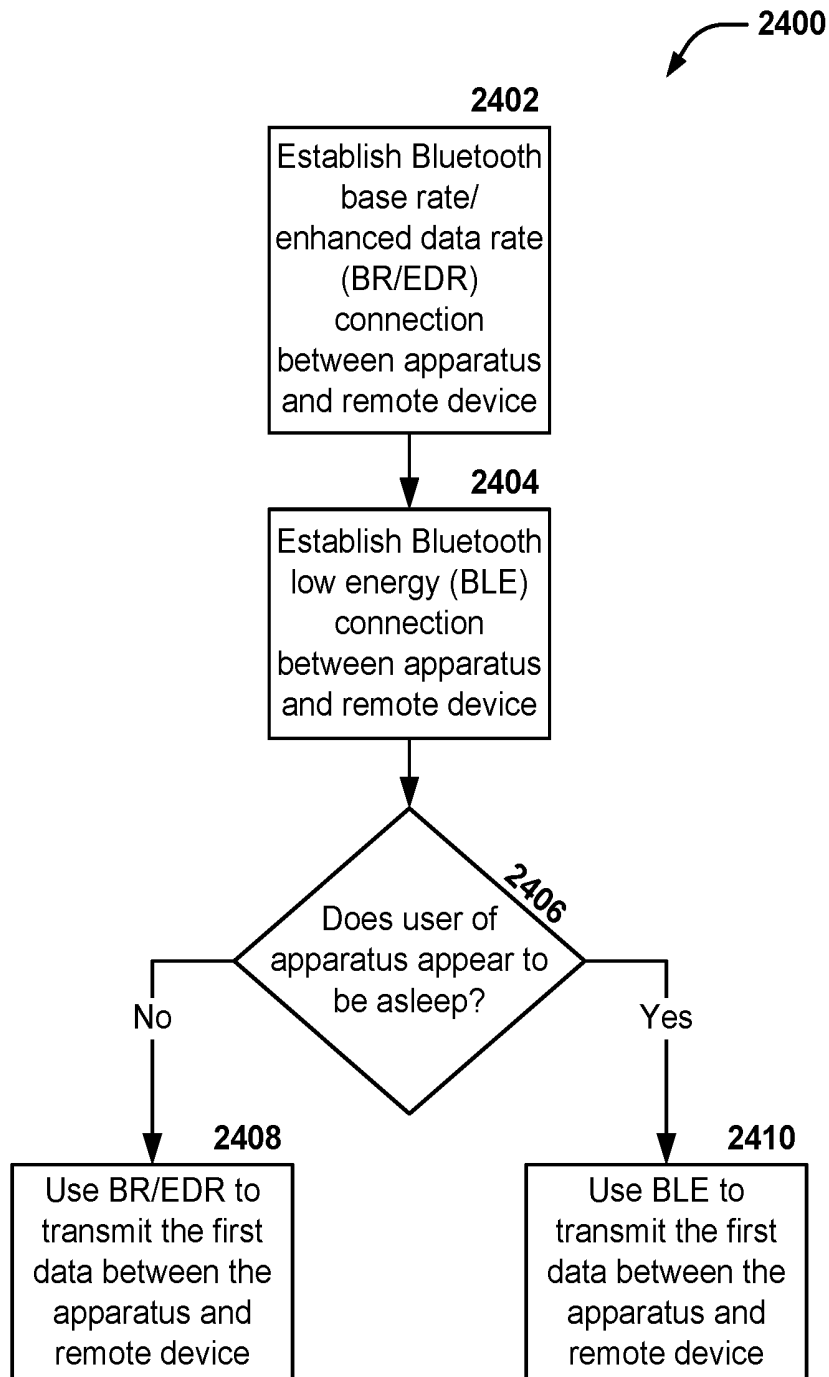 2400
2402
Establish Bluetooth
base rate/
enhanced data rate
(BR/EDR)
connection
between apparatus
and remote device
2404
Establish Bluetooth
low energy (BLE)
connection
between apparatus
and remote device
2406
Does user of
apparatus appear to
be asleep?
No
Yes
2408
Use BR/EDR to
transmit the first
data between the
apparatus and
remote device
2410
Use BLE to
transmit the first
data between the
apparatus and
remote device